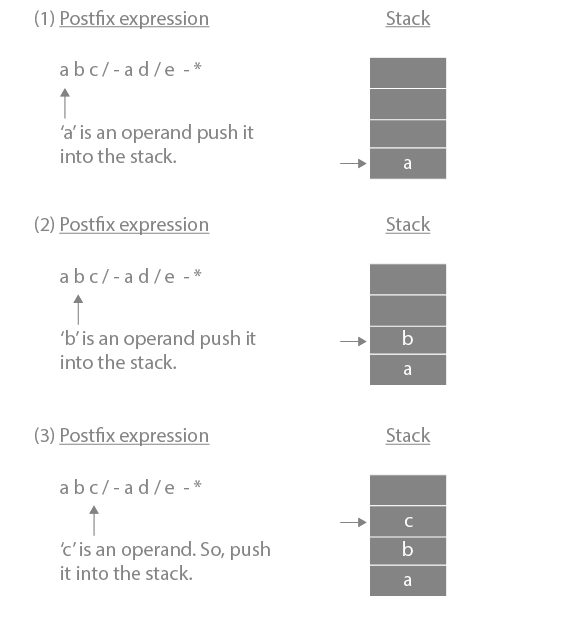 (1) Postfix expression Stack
a b c / - a d / e - *
‘a’ is an operand push it
into the stack.
a
(2) Postfix expression Stack
a b c / - a d / e - *
‘b’ is an operand push it
into the stack.
b
a
(3) Postfix expression Stack
a b c / - a d / e - *
‘c’ is an operand. So, push
it into the stack.
c
b
a